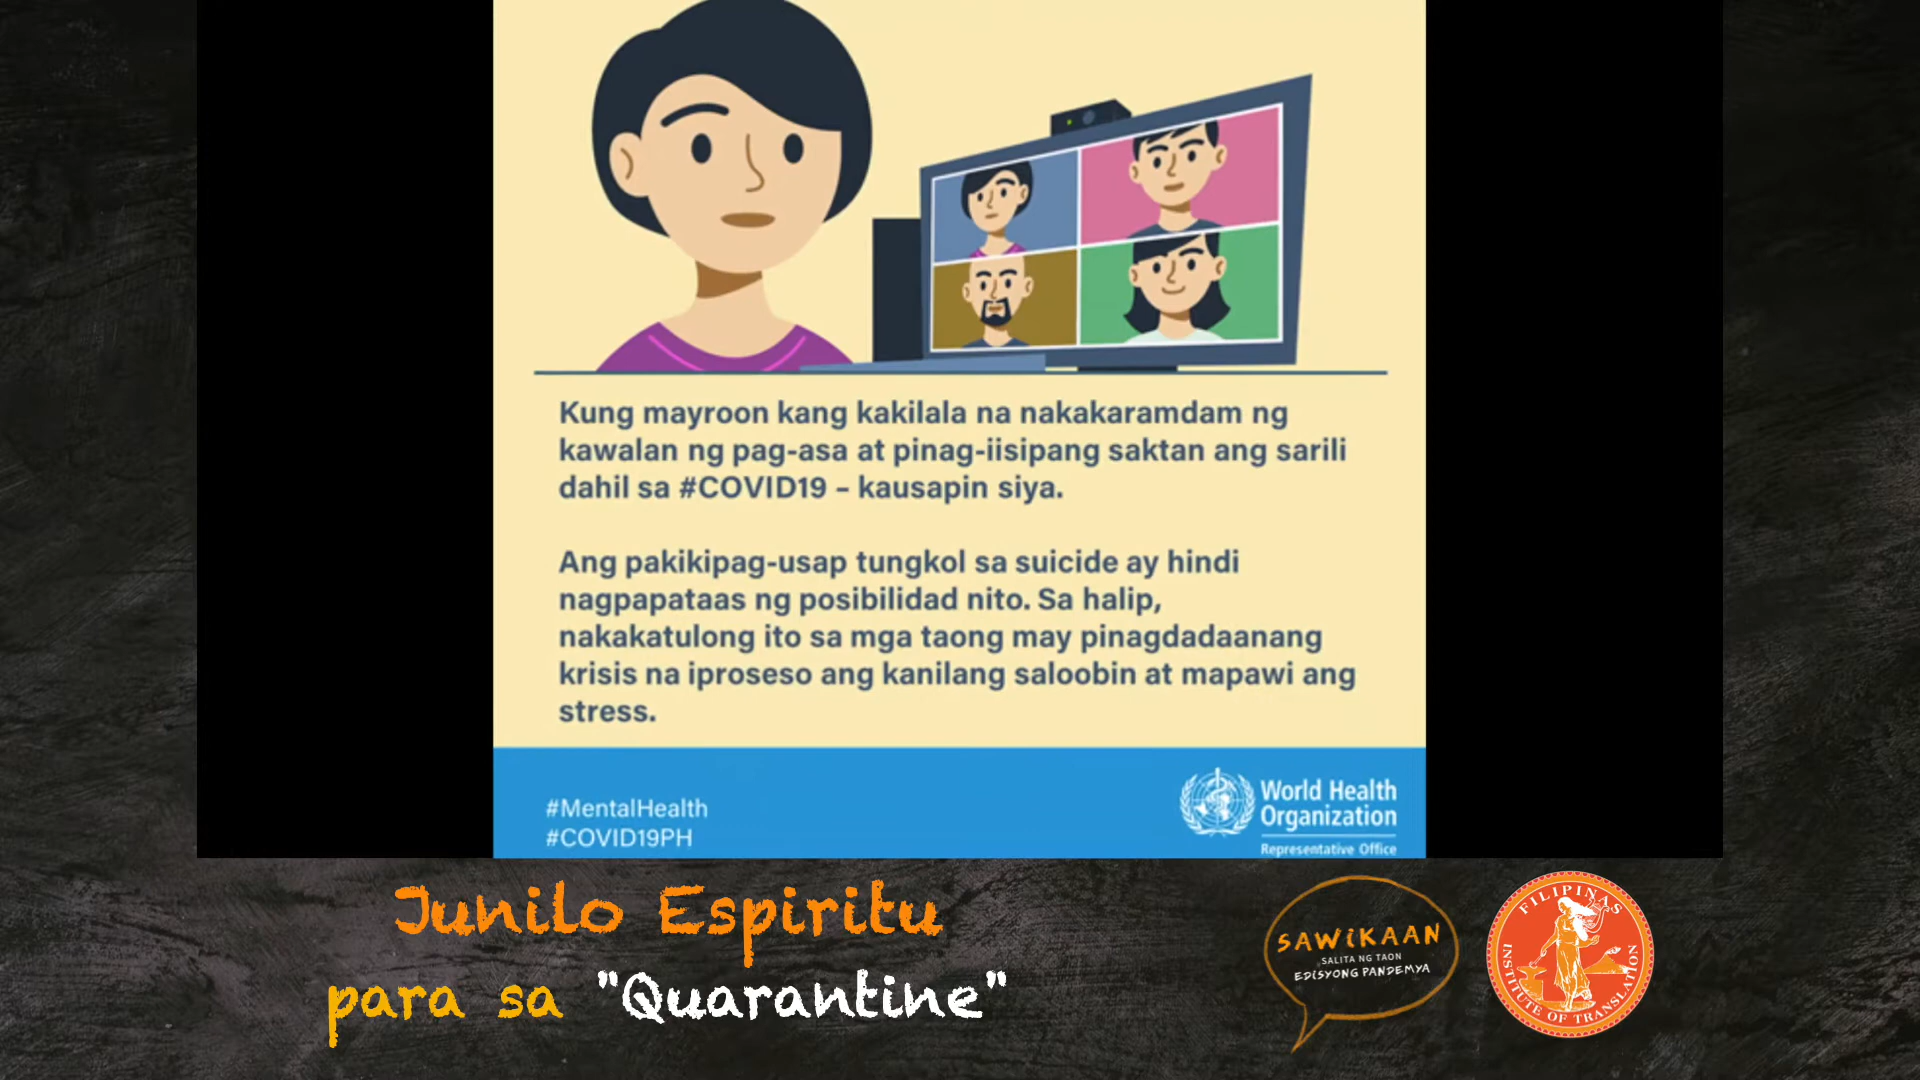 Kung mayroon kang kakilala na nakakaramdam ng
kawalan ng pag-asa at pinag-iisipang saktan ang sarili
dahil sa #COVID19 – kausapin siya.
Ang pakikipag-usap tungkol sa suicide ay hindi
nagpapataas ng posibilidad nito. Sa halip,
nakakatulong ito sa mga taong may pinagdadaanang
krisis na iproseso ang kanilang saloobin at mapawi ang
stress.
#MentalHealth
#COVID19PH
World Health
Organization
Representative Office
Junilo Espiritu
para sa "Quarantine"
SAWIKAAN
SALITA NG TAON
EDISYONG PANDEMYA
FILIPINAS
INSTITUTE OF TRANSLATION